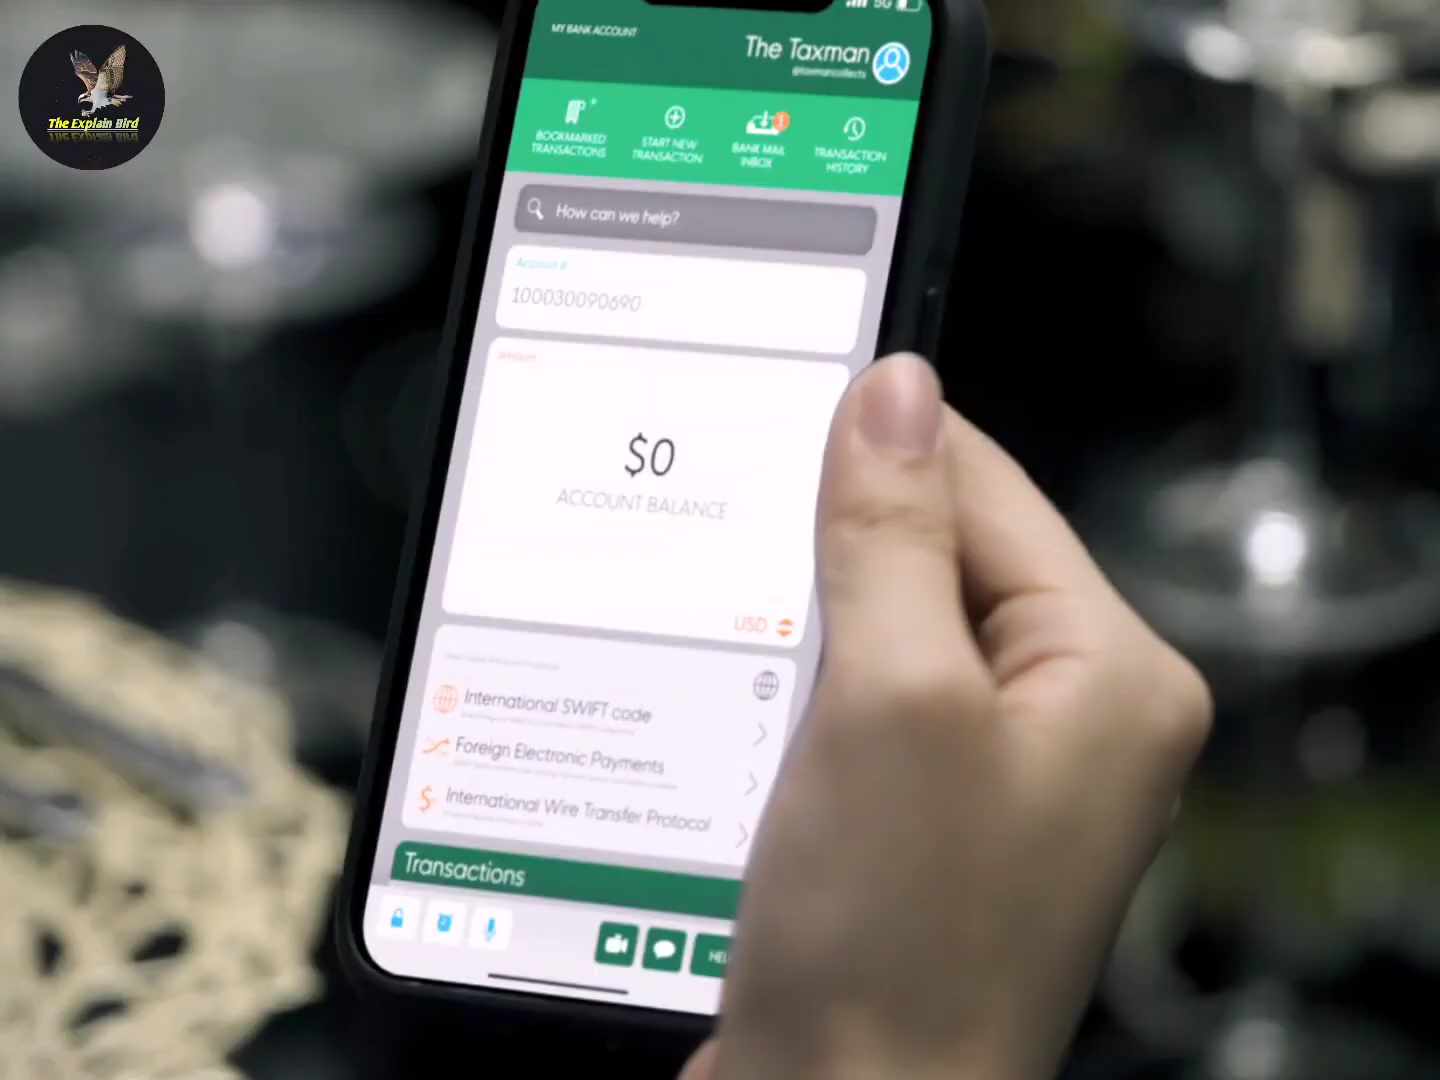 The Explain Bird
5G
MY BANK ACCOUNT
The Taxman
@taxmancollects
BOOKMARKED
TRANSACTIONS
START NEW
TRANSACTION
1
BANK MAIL
INBOX
TRANSACTION
HISTORY
How can we help?
Account #
100030090690
Amount
$0
ACCOUNT BALANCE
USD
International SWIFT code
Foreign Electronic Payments
International Wire Transfer Protocol
Transactions